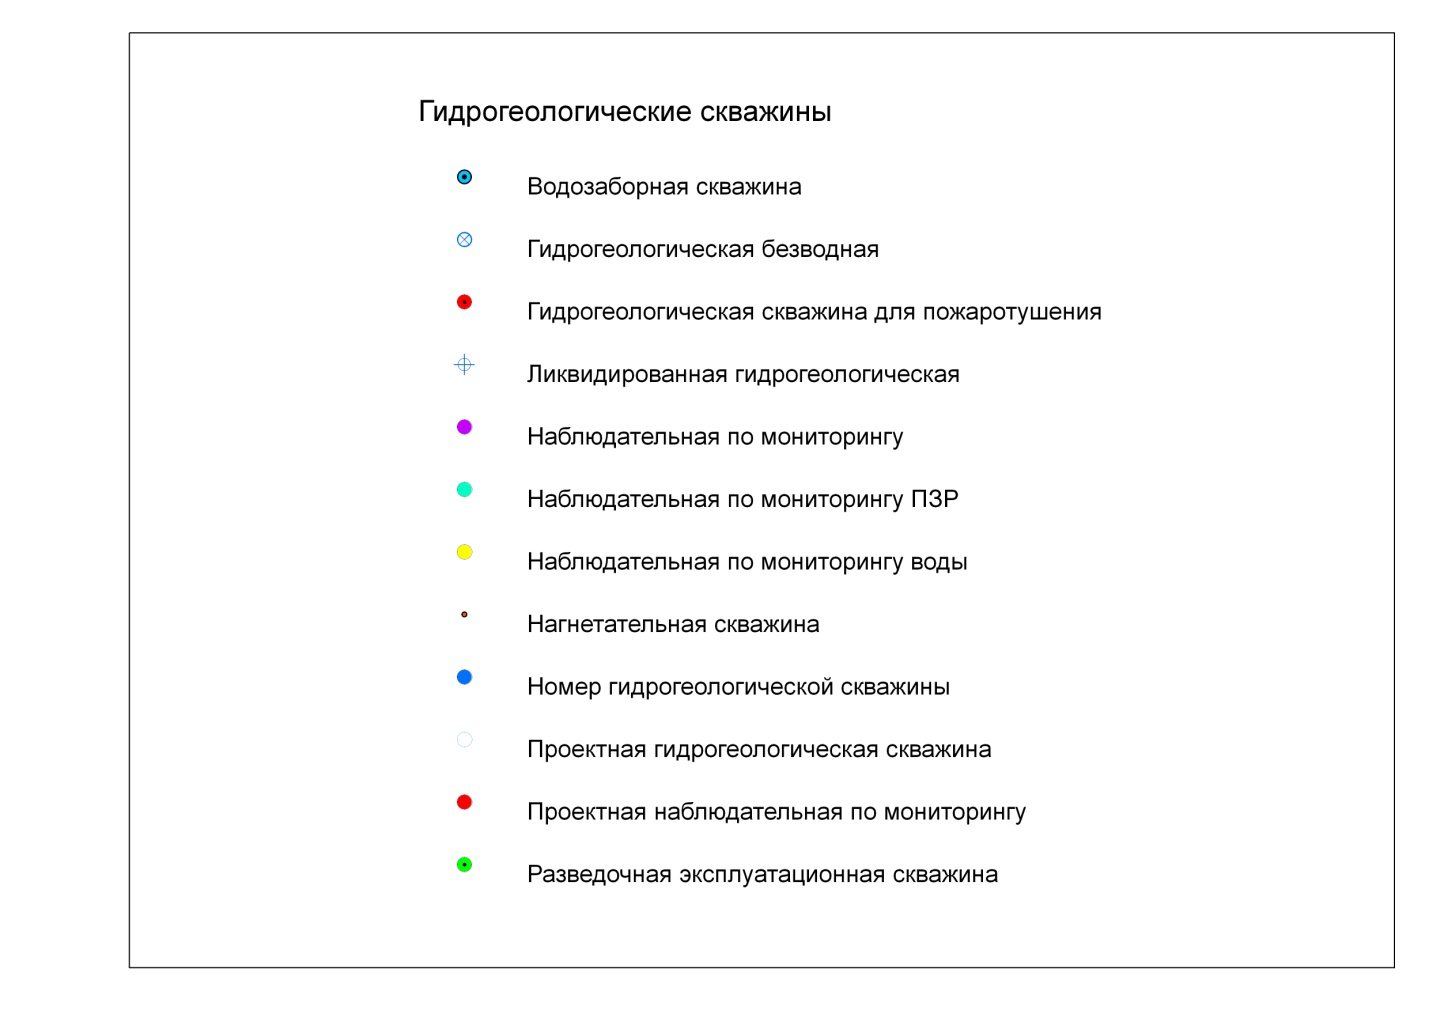 Гидрогеологические скважины
Водозаборная скважина
Гидрогеологическая безводная
Гидрогеологическая скважина для пожаротушения
Ликвидированная гидрогеологическая
Наблюдательная по мониторингу
Наблюдательная по мониторингу ПЗР
Наблюдательная по мониторингу воды
Нагнетательная скважина
Номер гидрогеологической скважины
Проектная гидрогеологическая скважина
Проектная наблюдательная по мониторингу
Разведочная эксплуатационная скважина